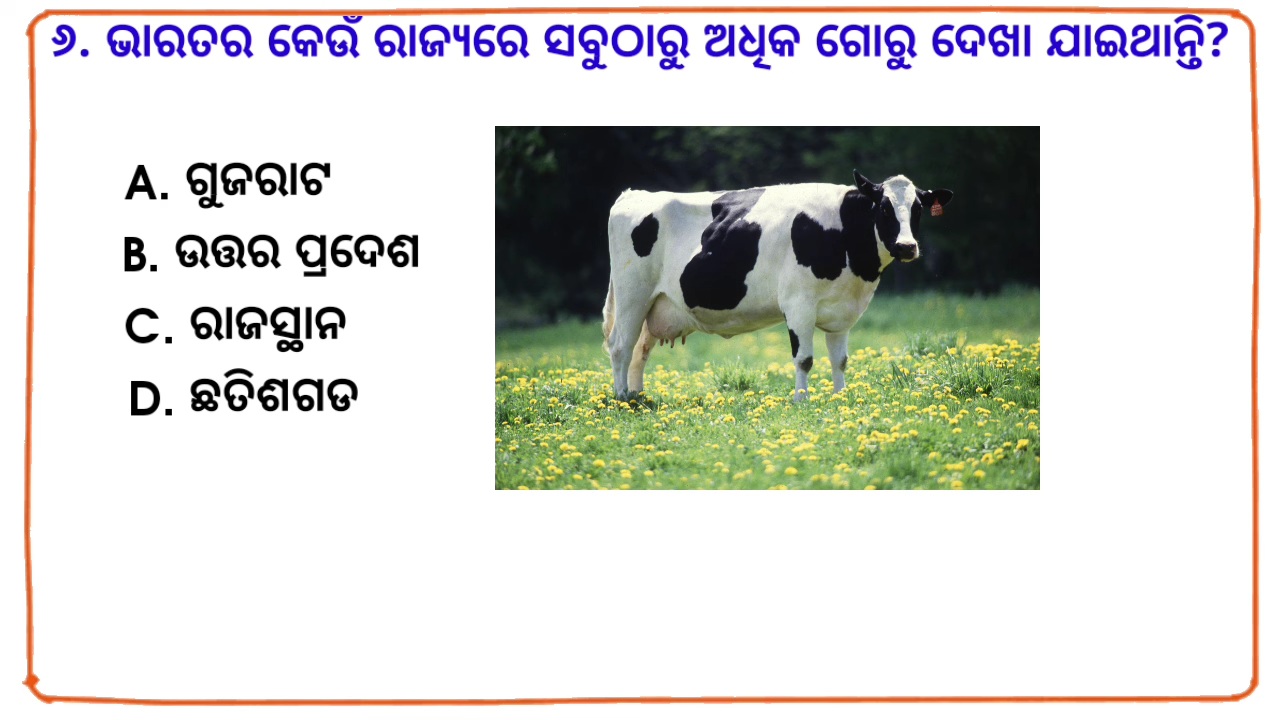 ୬. ଭାରତର କେଉଁ ରାଜ୍ୟରେ ସବୁଠାରୁ ଅଧିକ ଗୋରୁ ଦେଖା ଯାଇଥାନ୍ତି?
A. ଗୁଜରାଟ
B. ଉତ୍ତର ପ୍ରଦେଶ
C. ରାଜସ୍ଥାନ
D. ଛତିଶଗଡ